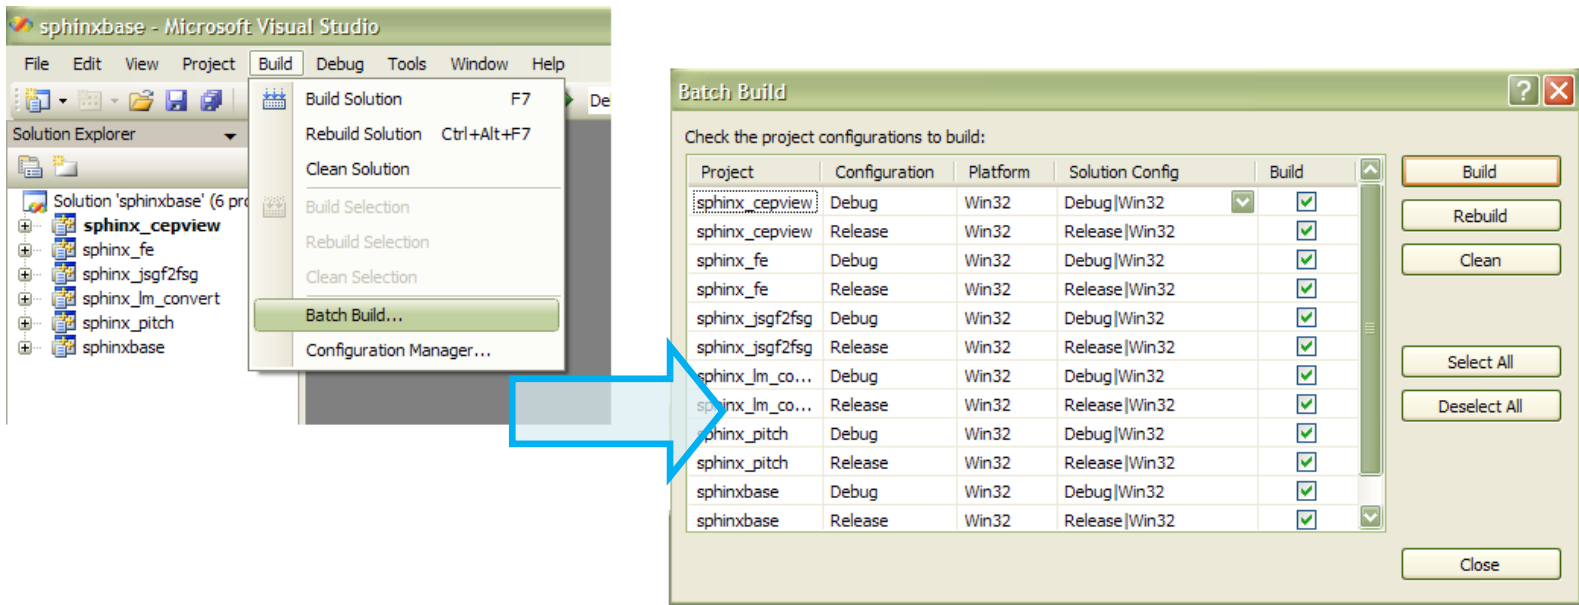 sphinxbase - Microsoft Visual Studio
File Edit View Project Build Debug Tools Window Help
Build Solution F7
De
Solution Explorer
Rebuild Solution Ctrl+Alt+F7
Clean Solution
Solution 'sphinxbase' (6 pro
Build Selection
sphinx_cepview
Rebuild Selection
sphinx_fe
sphinx_jsgf2fsg
Clean Selection
sphinx_lm_convert
Batch Build...
sphinx_pitch
sphinxbase
Configuration Manager...
Batch Build
Check the project configurations to build:
Project Configuration Platform Solution Config Build
sphinx_cepview Debug Win32 Debug|Win32
sphinx_cepview Release Win32 Release|Win32
sphinx_fe Debug Win32 Debug|Win32
sphinx_fe Release Win32 Release|Win32
sphinx_jsgf2fsg Debug Win32 Debug|Win32
sphinx_jsgf2fsg Release Win32 Release|Win32
sphinx_lm_co... Debug Win32 Debug|Win32
sphinx_lm_co... Release Win32 Release|Win32
sphinx_pitch Debug Win32 Debug|Win32
sphinx_pitch Release Win32 Release|Win32
sphinxbase Debug Win32 Debug|Win32
sphinxbase Release Win32 Release|Win32
Build
Rebuild
Clean
Select All
Deselect All
Close